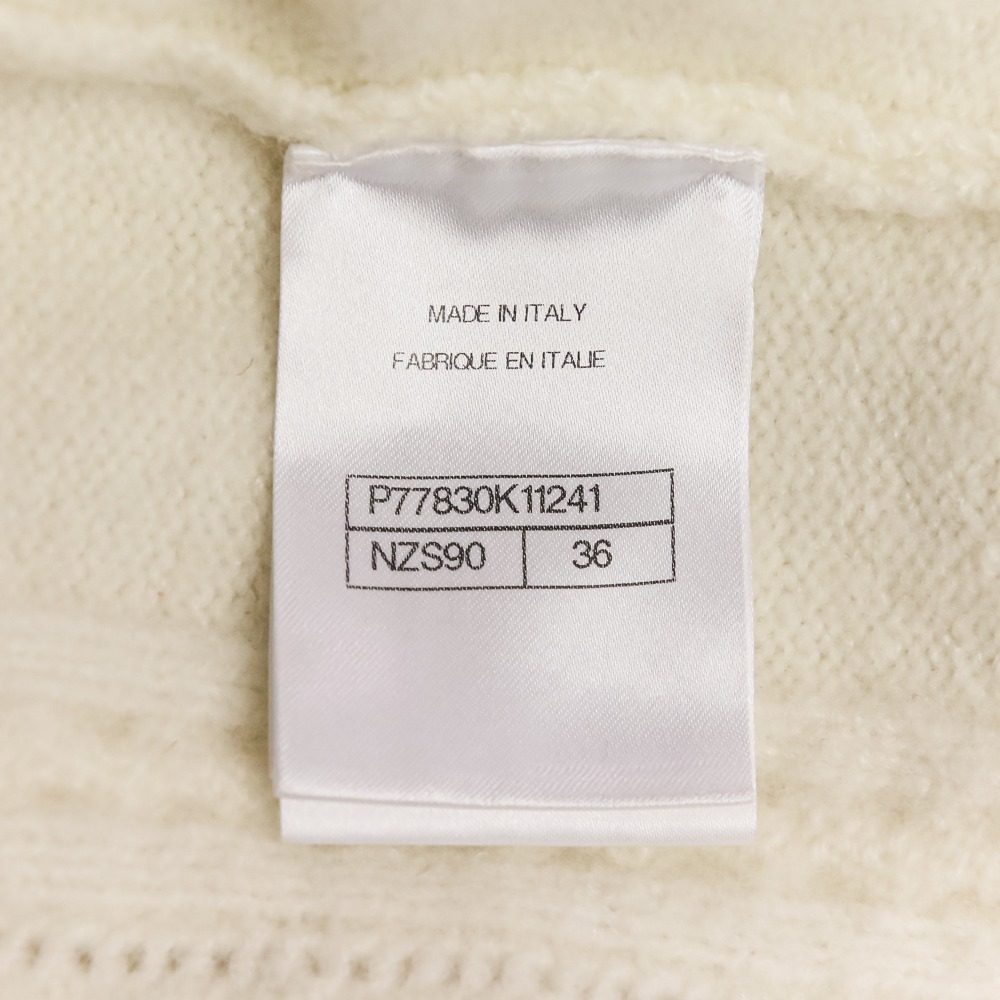 MADE IN ITALY
FABRIQUE EN ITALIE
P77830K11241
NZS90 36